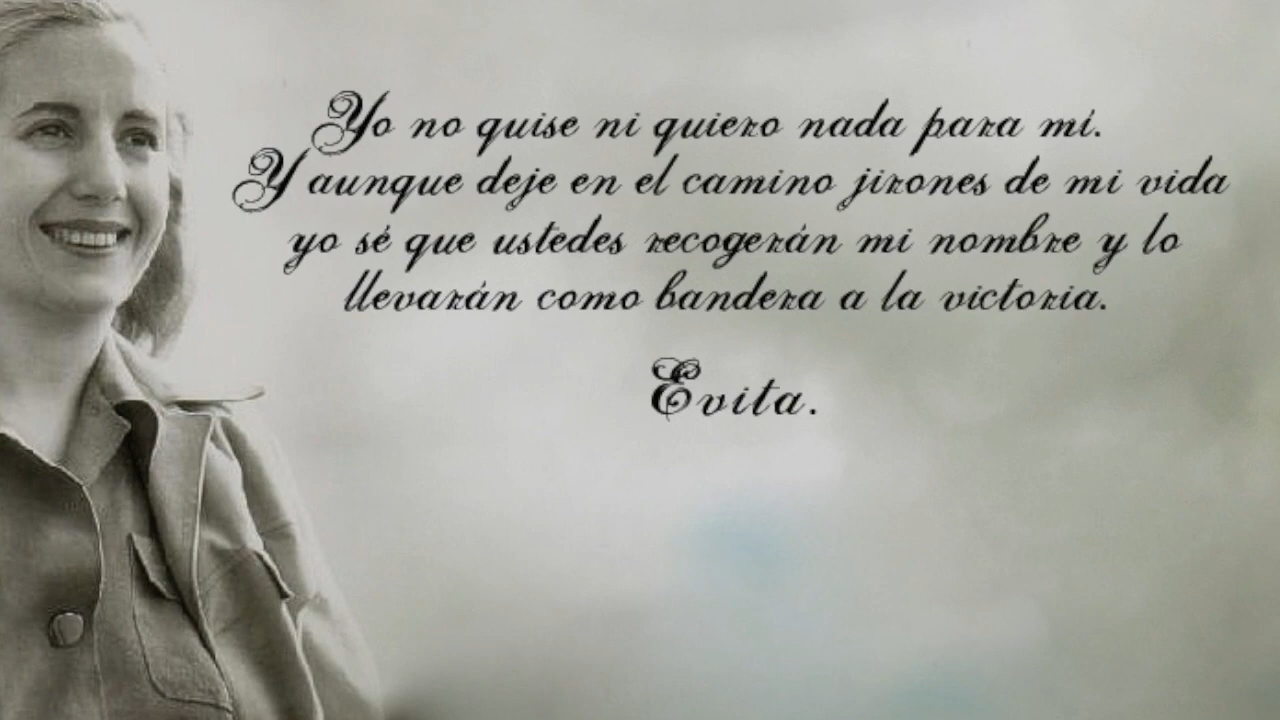 Yo no quise ni quiero nada para mí.
Y aunque deje en el camino jirones de mi vida
yo sé que ustedes recogerán mi nombre y lo
llevarán como bandera a la victoria.
Evita.